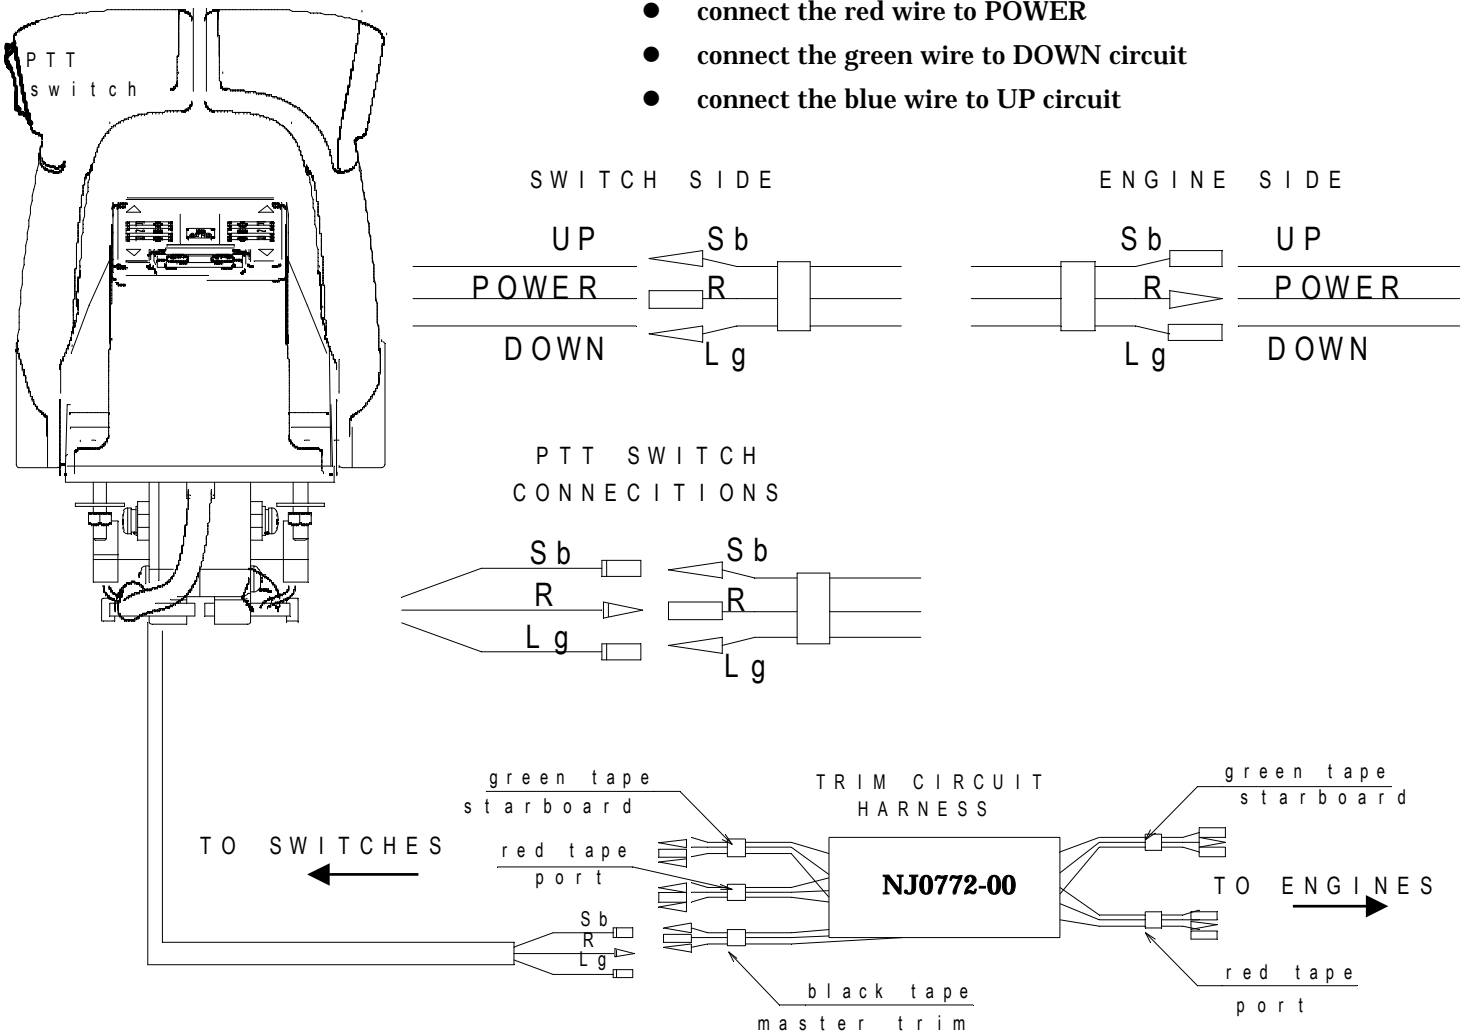 ● connect the red wire to POWER
● connect the green wire to DOWN circuit
● connect the blue wire to UP circuit
PTT
switch
SWITCH SIDE
ENGINE SIDE
UP
Sb
Sb
UP
POWER
R
R
POWER
DOWN
Lg
Lg
DOWN
PTT SWITCH
CONNECITIONS
Sb
Sb
R
R
Lg
Lg
green tape
starboard
TRIM CIRCUIT
HARNESS
green tape
starboard
TO SWITCHES
red tape
port
NJ0772-00
TO ENGINES
Sb
R
Lg
black tape
master trim
red tape
port